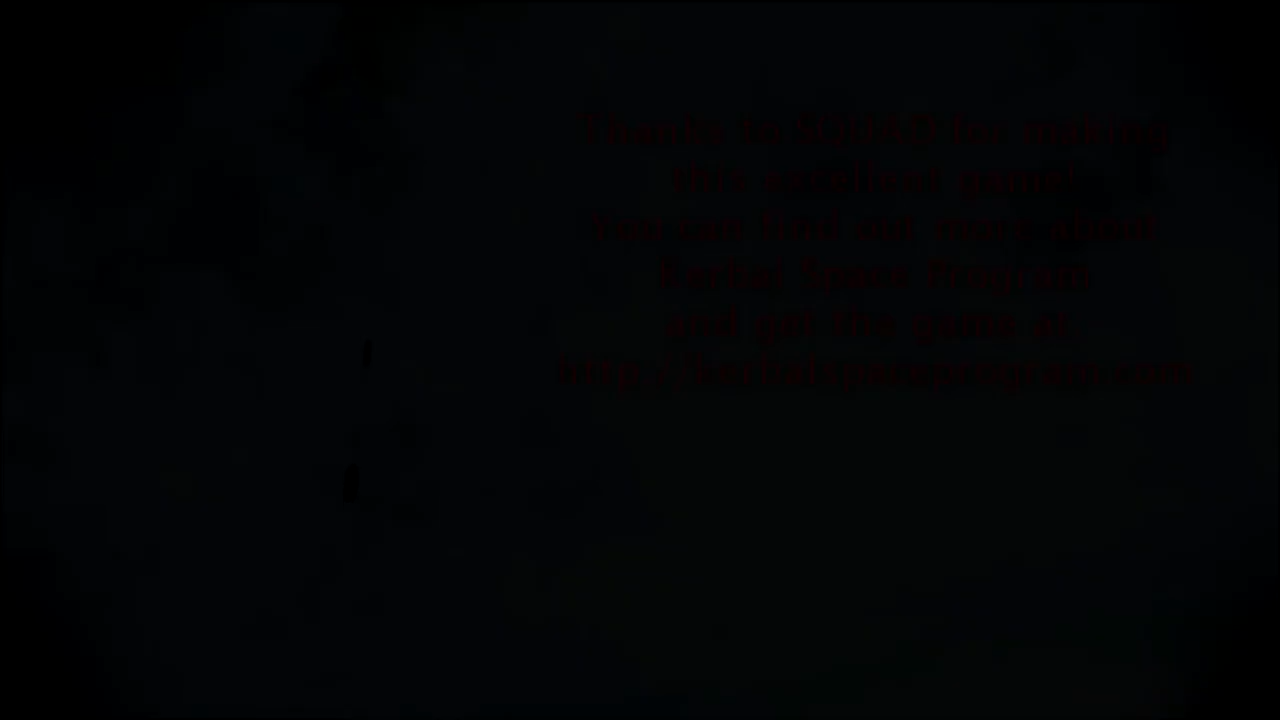 Thanks to SQUAD for making
this excellent game!
You can find out more about
Kerbal Space Program
and get the game at
http://kerbalspaceprogram.com